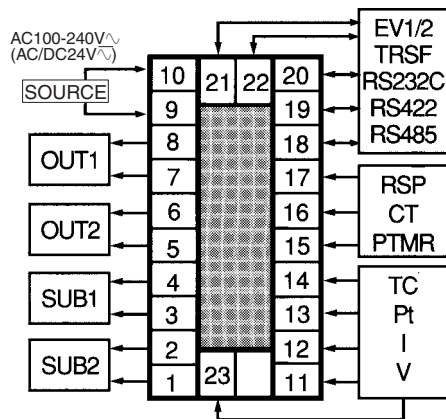 AC100-240V∿
(AC/DC24V∿)
SOURCE
OUT1
OUT2
SUB1
SUB2
10
9
8
7
6
5
4
3
2
1
21 22
23
20
19
18
17
16
15
14
13
12
11
EV1/2
TRSF
RS232C
RS422
RS485
RSP
CT
PTMR
TC
Pt
I
V